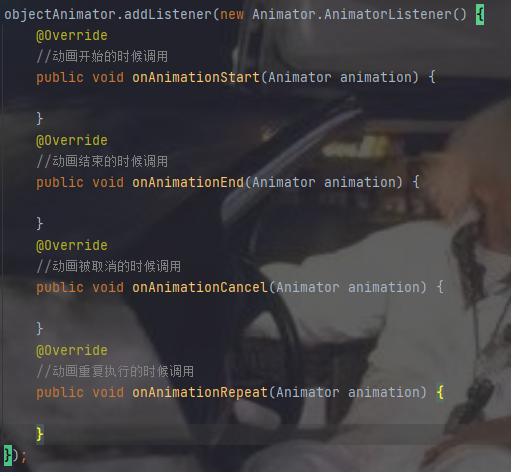 objectAnimator.addListener(new Animator.AnimatorListener() {
@Override
//动画开始的时候调用
public void onAnimationStart(Animator animation) {
}
@Override
//动画结束的时候调用
public void onAnimationEnd(Animator animation) {
}
@Override
//动画被取消的时候调用
public void onAnimationCancel(Animator animation) {
}
@Override
//动画重复执行的时候调用
public void onAnimationRepeat(Animator animation) {
}
});